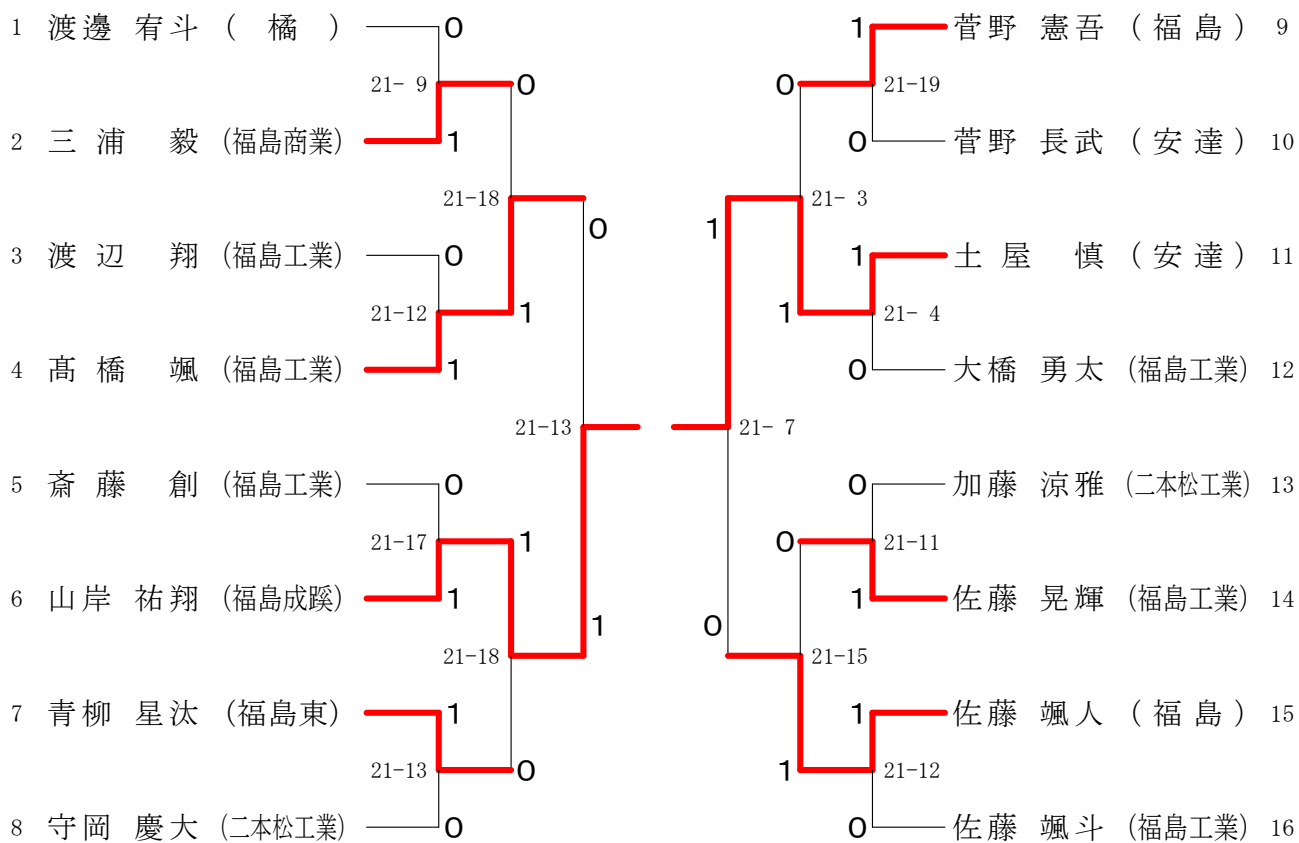 1 渡邊 宥斗 ( 橘 ) 0
1 菅野 憲吾 ( 福 島 ) 9
21- 9 0
0 21-19
2 三浦 毅 (福島商業) 1
0 菅野 長武 ( 安 達 ) 10
21-18
21- 3
0
1
3 渡辺 翔 (福島工業) 0
1 土屋 慎 ( 安 達 ) 11
21-12 1
1 21- 4
4 髙橋 颯 (福島工業) 1
0 大橋 勇太 (福島工業) 12
21-13
21- 7
5 斎藤 創 (福島工業) 0
0 加藤 涼雅 (二本松工業) 13
21-17 1
0 21-11
6 山岸 祐翔 (福島成蹊) 1
1 佐藤 晃輝 (福島工業) 14
1
0
21-18
21-15
7 青柳 星汰 (福島東) 1
1 佐藤 颯人 ( 福 島 ) 15
21-13 0
1 21-12
8 守岡 慶大 (二本松工業) 0
0 佐藤 颯斗 (福島工業) 16